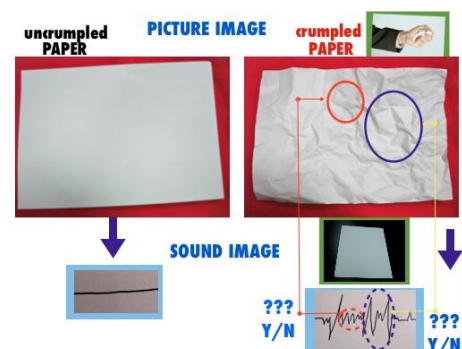 uncrumpled
PAPER
PICTURE IMAGE
crumpled
PAPER
SOUND IMAGE
???
Y/N
???
Y/N